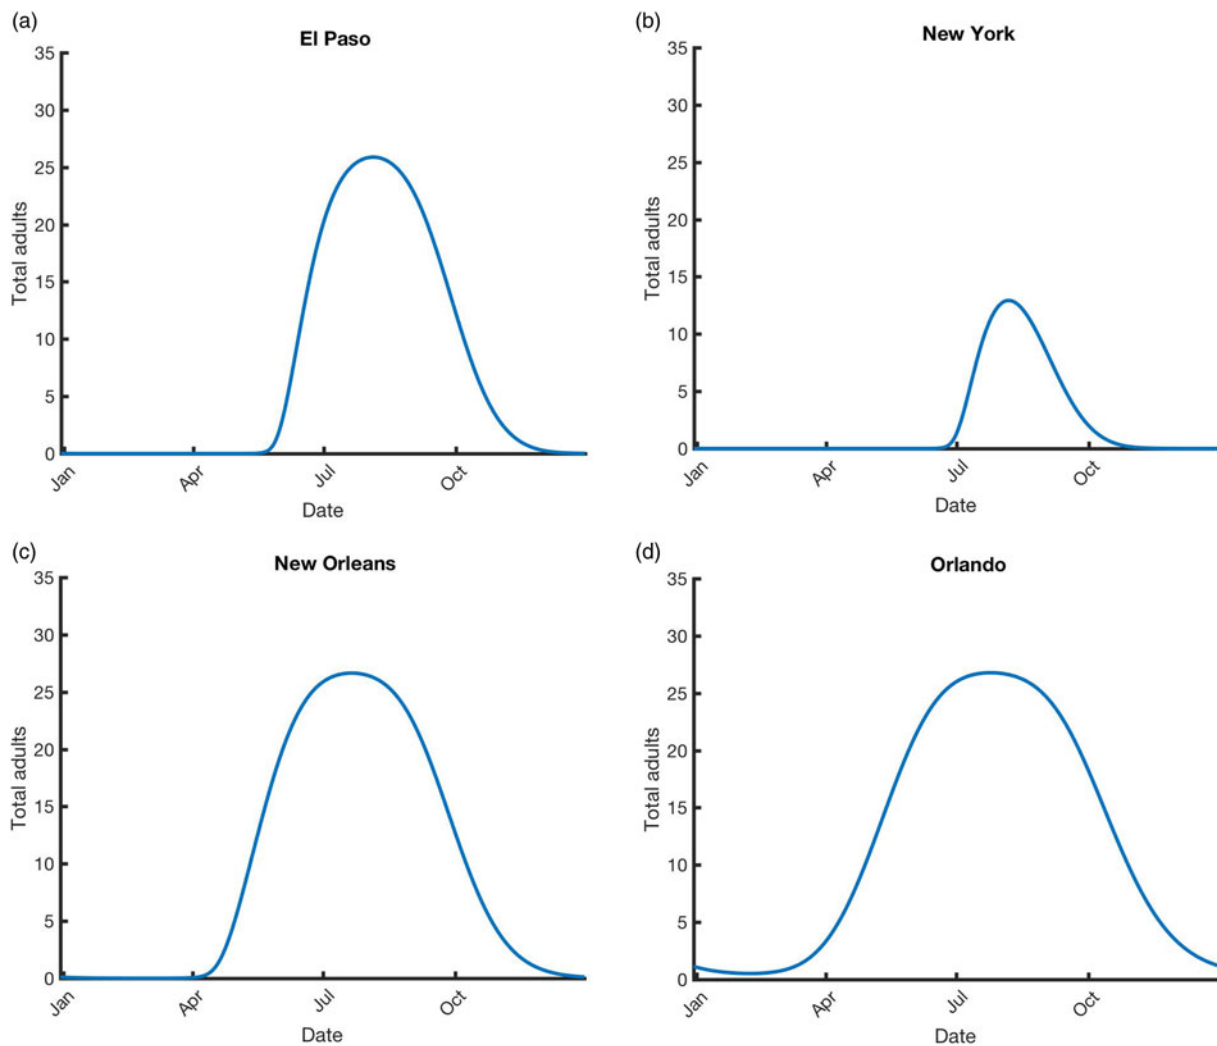 (a)
El Paso
35
30
25
20
15
10
5
0
Total adults
Jan
Apr
Jul
Oct
Date
(b)
New York
35
30
25
20
15
10
5
0
Total adults
Jan
Apr
Jul
Oct
Date
(c)
New Orleans
35
30
25
20
15
10
5
0
Total adults
Jan
Apr
Jul
Oct
Date
(d)
Orlando
35
30
25
20
15
10
5
0
Total adults
Jan
Apr
Jul
Oct
Date